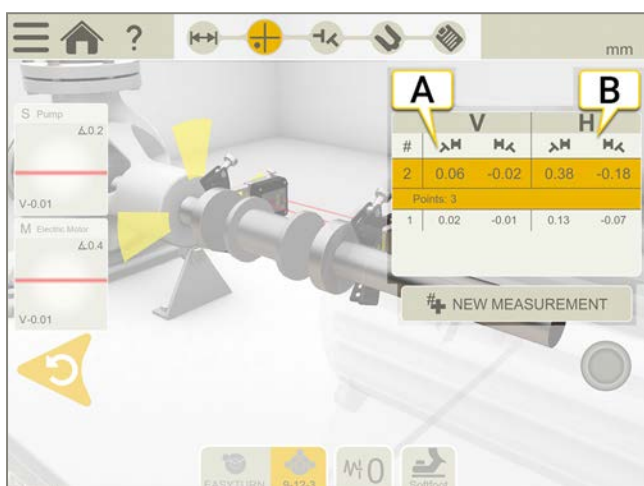 ?
mm
S Pump
∡0.2
V-0.01
M Electric Motor
∡0.4
V-0.01
A
B
V H
#
2 0.06 -0.02 0.38 -0.18
Points: 3
1 0.02 -0.01 0.13 -0.07
# NEW MEASUREMENT
EASYTURN
9-12-3
0
Softfoot